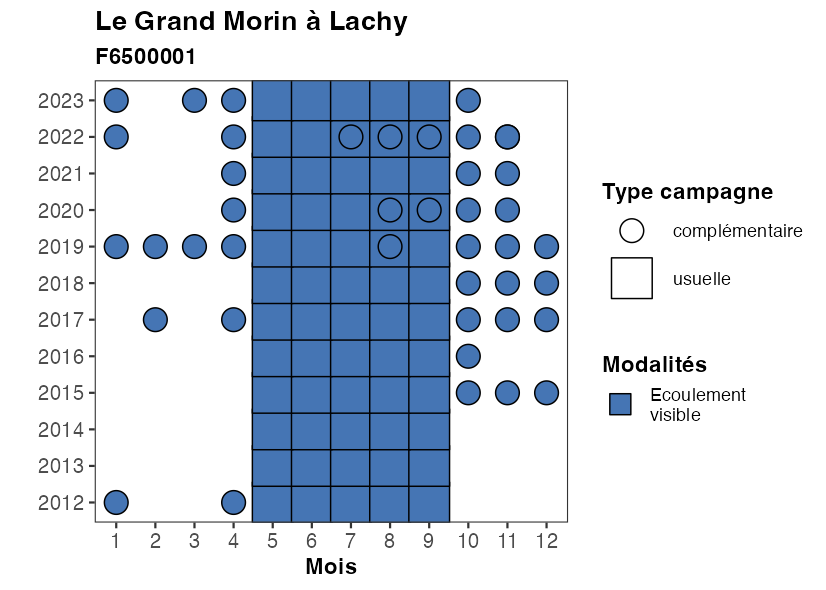 Le Grand Morin à Lachy
F6500001
2023
2022
2021
2020
2019
2018
2017
2016
2015
2014
2013
2012
1 2 3 4 5 6 7 8 9 10 11 12
Mois
Type campagne
complémentaire
usuelle
Modalités
Ecoulement
visible